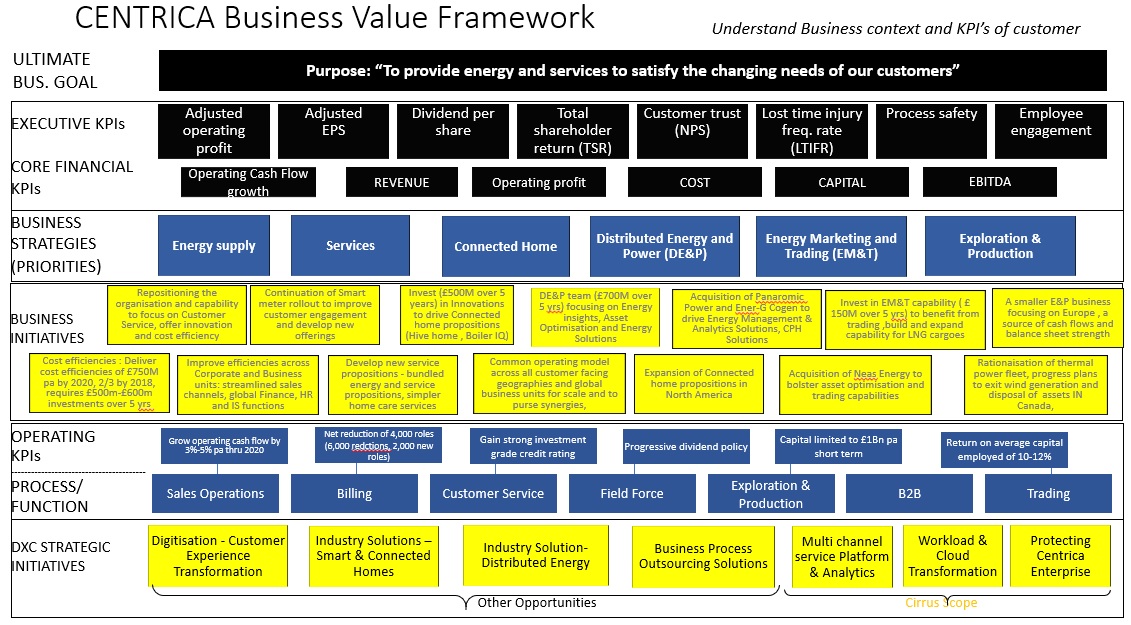 CENTRICA Business Value Framework
Understand Business context and KPI's of customer
ULTIMATE
BUS. GOAL
Purpose: “To provide energy and services to satisfy the changing needs of our customers”
EXECUTIVE KPIs
Adjusted
operating
profit
Adjusted
EPS
Dividend per
share
Total
shareholder
return (TSR)
Customer trust
(NPS)
Lost time injury
freq. rate
(LTIFR)
Process safety
Employee
engagement
CORE FINANCIAL
KPIs
Operating Cash Flow
growth
REVENUE
Operating profit
COST
CAPITAL
EBITDA
BUSINESS
STRATEGIES
(PRIORITIES)
Energy supply
Services
Connected Home
Distributed Energy and
Power (DE&P)
Energy Marketing and
Trading (EM&T)
Exploration &
Production
BUSINESS
INITIATIVES
Repositioning the
organisation and capability
to focus on Customer
Service, offer innovation
and cost efficiency
Continuation of Smart
meter rollout to improve
customer engagement
and develop new
offerings
Invest (£500M over 5
years) in Innovations
to drive Connected
home propositions
(Hive home , Boiler IQ)
DE&P team (£700M over
5 yrs) focusing on Energy
insights, Asset
Optimisation and Energy
Solutions
Acquisition of Panaromic
Power and Ener-G Cogen to
drive Energy Management &
Analytics Solutions, CPH
Solutions
Invest in EM&T capability ( £
150M over 5 yrs) to benefit from
trading ,build and expand
capability for LNG cargoes
A smaller E&P business
focusing on Europe , a
source of cash flows and
balance sheet strength
Cost efficiencies : Deliver
cost efficiencies of £750M
pa by 2020, 2/3 by 2018,
requires £500m-£600m
investments over 5 yrs
Improve efficiencies across
Corporate and Business
units: streamlined sales
channels, global Finance, HR
and IS functions
Develop new service
propositions - bundled
energy and service
propositions, simpler
home care services
Common operating model
across all customer facing
geographies and global
business units for scale and to
purse synergies,
Expansion of Connected
home propositions in
North America
Acquisition of Neas Energy to
bolster asset optimisation and
trading capabilities
Rationaisation of thermal
power fleet, progress plans
to exit wind generation and
disposal of assets IN
Canada,
OPERATING
KPIs
Grow operating cash flow by
3%-5% pa thru 2020
Net reduction of 4,000 roles
(6,000 redctions, 2,000 new
roles)
Gain strong investment
grade credit rating
Progressive dividend policy
Capital limited to £1Bn pa
short term
Return on average capital
employed of 10-12%
PROCESS/
FUNCTION
Sales Operations
Billing
Customer Service
Field Force
Exploration &
Production
B2B
Trading
DXC STRATEGIC
INITIATIVES
Digitisation - Customer
Experience
Transformation
Industry Solutions –
Smart & Connected
Homes
Industry Solution-
Distributed Energy
Business Process
Outsourcing Solutions
Multi channel
service Platform
& Analytics
Workload &
Cloud
Transformation
Protecting
Centrica
Enterprise
Other Opportunities
Cirrus Scope